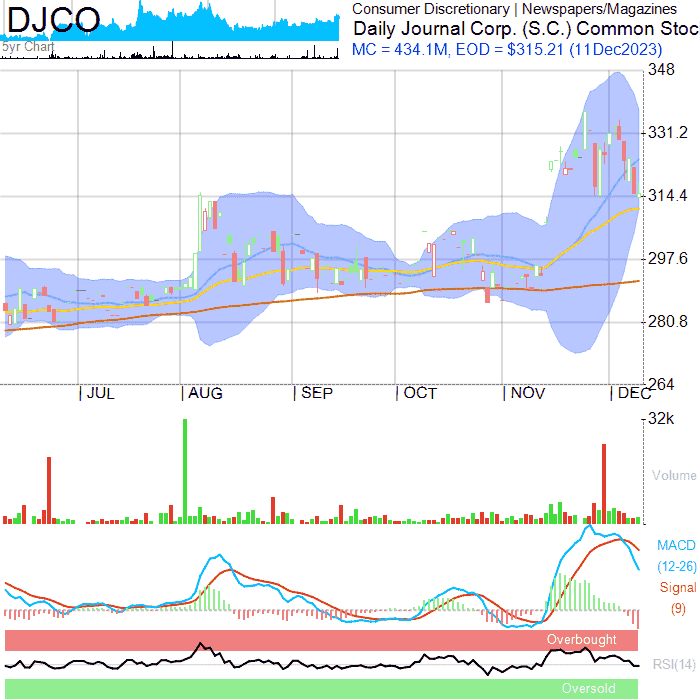 DJCO
5yr Chart
Consumer Discretionary | Newspapers/Magazines
Daily Journal Corp. (S.C.) Common Stoc
MC = 434.1M, EOD = $315.21 (11Dec2023)
348
331.2
314.4
297.6
280.8
264
| JUL | AUG | SEP | OCT | NOV | DEC
32k
Volume
MACD
(12-26)
Signal
(9)
Overbought
RSI(14)
Oversold